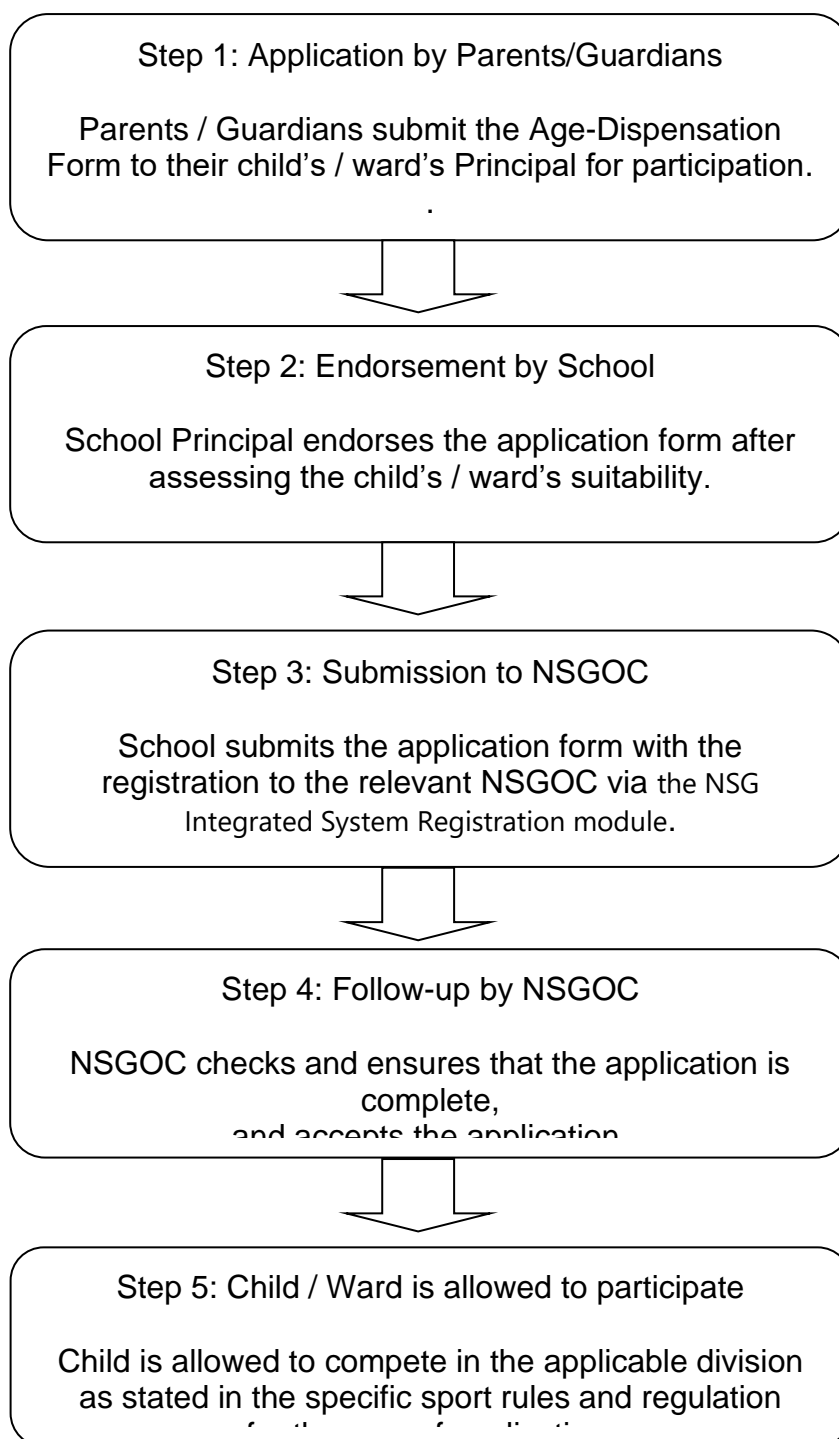 Step 1: Application by Parents/Guardians
Parents / Guardians submit the Age-Dispensation
Form to their child’s / ward’s Principal for participation.
.
Step 2: Endorsement by School
School Principal endorses the application form after
assessing the child’s / ward’s suitability.
Step 3: Submission to NSGOC
School submits the application form with the
registration to the relevant NSGOC via the NSG
Integrated System Registration module.
Step 4: Follow-up by NSGOC
NSGOC checks and ensures that the application is
complete,
and accepts the application
Step 5: Child / Ward is allowed to participate
Child is allowed to compete in the applicable division
as stated in the specific sport rules and regulation